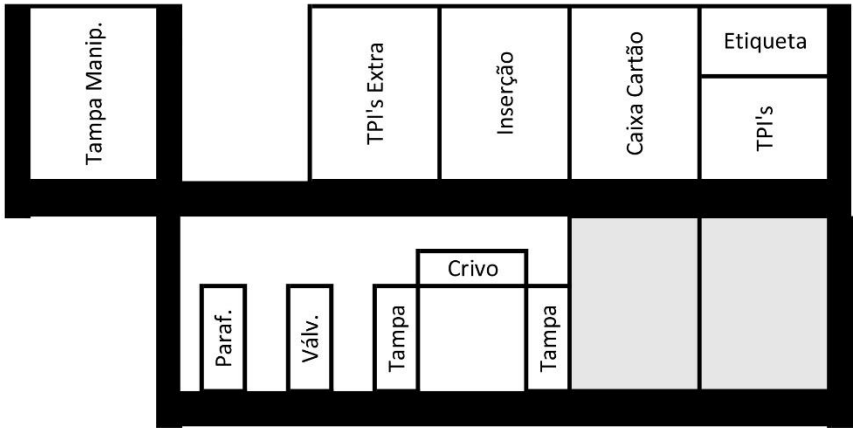 Tampa Manip.
TPI's Extra
Inserção
Caixa Cartão
Etiqueta
TPI's
Crivo
Paraf.
Válv.
Tampa
Tampa